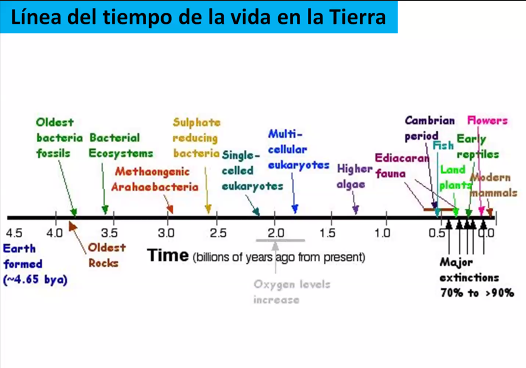 Línea del tiempo de la vida en la Tierra
Oldest
bacteria
fossils
Bacterial
Ecosystems
Methaongenic
Arahaebacteria
Sulphate
reducing
bacteria
Single-
celled
eukaryotes
Multi-
cellular
eukaryotes
Higher
algae
Ediacaran
fauna
Cambrian
period
Fish
Land
plants
Flowers
Early
reptiles
Modern
mammals
4.5 4.0 3.5 3.0 2.5 2.0 1.5 1.0 0.5 0.0
Earth
formed
(~4.65 bya)
Oldest
Rocks
Time (billions of years ago from present)
Oxygen levels
increase
Major
extinctions
70% to >90%